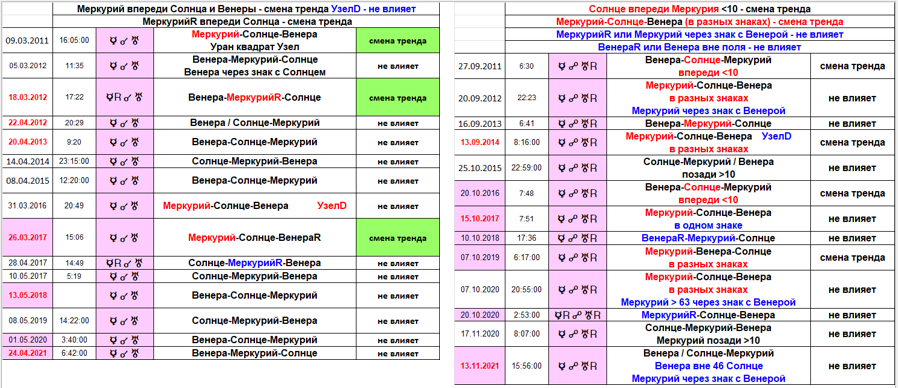 Меркурий впереди Солнца и Венеры - смена тренда УзелD - не влияет
МеркурийR впереди Солнца - смена тренда
09.03.2011 16:05:00 ☿ ☌ ♅ Меркурий-Солнце-Венера
Уран квадрат Узел смена тренда
05.03.2012 11:35 ☿ ☌ ♅ Венера-Меркурий-Солнце
Венера через знак с Солнцем не влияет
18.03.2012 17:22 ☿R ☌ ♅ Венера-МеркурийR-Солнце смена тренда
22.04.2012 20:29 ☿ ☌ ♅ Венера / Солнце-Меркурий не влияет
20.04.2013 9:20 ☿ ☌ ♅ Венера-Солнце-Меркурий не влияет
14.04.2014 23:15:00 ☿ ☌ ♅ Солнце-Меркурий-Венера не влияет
08.04.2015 12:20:00 ☿ ☌ ♅ Венера-Солнце-Меркурий не влияет
31.03.2016 20:49 ☿ ☌ ♅ Меркурий-Солнце-Венера УзелD не влияет
26.03.2017 15:06 ☿ ☌ ♅ Меркурий-Солнце-ВенераR смена тренда
28.04.2017 14:49 ☿R ☌ ♅ Солнце-МеркурийR-Венера не влияет
10.05.2017 5:19 ☿ ☌ ♅ Солнце-Меркурий-Венера не влияет
13.05.2018 ☿ ☌ ♅ Венера-Солнце-Меркурий не влияет
08.05.2019 14:22:00 ☿ ☌ ♅ Солнце-Меркурий-Венера не влияет
01.05.2020 3:40:00 ☿ ☌ ♅ Венера-Солнце-Меркурий не влияет
24.04.2021 6:42:00 ☿ ☌ ♅ Венера-Меркурий-Солнце не влияет
Солнце впереди Меркурия <10 - смена тренда
Меркурий-Солнце-Венера (в разных знаках) - смена тренда
МеркурийR или Меркурий через знак с Венерой - не влияет
ВенераR или Венера вне поля - не влияет
27.09.2011 6:30 ☿ ☍ ♅R Венера-Солнце-Меркурий
впереди <10 смена тренда
20.09.2012 22:23 ☿ ☍ ♅R Меркурий-Солнце-Венера
в разных знаках
Меркурий через знак с Венерой не влияет
16.09.2013 6:41 ☿ ☍ ♅R Венера-Меркурий-Солнце не влияет
13.09.2014 8:16:00 ☿ ☍ ♅R Меркурий-Солнце-Венера УзелD
в разных знаках смена тренда
25.10.2015 22:59:00 ☿ ☍ ♅R Солнце-Меркурий / Венера
позади >10 не влияет
20.10.2016 7:48 ☿ ☍ ♅R Венера-Солнце-Меркурий
впереди <10 смена тренда
15.10.2017 7:51 ☿ ☍ ♅R Меркурий-Солнце-Венера
в одном знаке не влияет
10.10.2018 17:36 ☿ ☍ ♅R ВенераR-Меркурий-Солнце не влияет
07.10.2019 6:17:00 ☿ ☍ ♅R Меркурий-Солнце-Венера
в разных знаках смена тренда
07.10.2020 20:55:00 ☿ ☍ ♅R Меркурий-Солнце-Венера
в разных знаках
Меркурий > 63 через знак с Венерой не влияет
20.10.2020 2:53:00 ☿R ☍ ♅R МеркурийR-Солнце-Венера не влияет
17.11.2020 8:07:00 ☿ ☍ ♅R Солнце-Меркурий-Венера
Меркурий позади >10 не влияет
13.11.2021 15:56:00 ☿ ☍ ♅R Венера / Солнце-Меркурий
Венера вне 46 Солнце
Меркурий через знак с Венерой не влияет